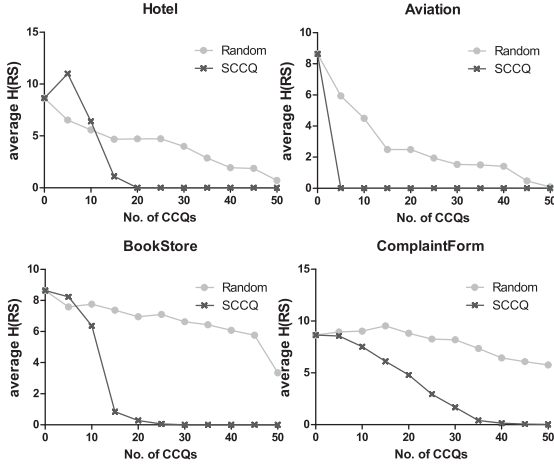 Hotel
15
10
5
0
average H(RS)
Random
SCCQ
0 10 20 30 40 50
No. of CCQs
Aviation
10
8
6
4
2
0
average H(RS)
Random
SCCQ
0 10 20 30 40 50
No. of CCQs
BookStore
10
8
6
4
2
0
average H(RS)
Random
SCCQ
0 10 20 30 40 50
No. of CCQs
ComplaintForm
15
10
5
0
average H(RS)
Random
SCCQ
0 10 20 30 40 50
No. of CCQs